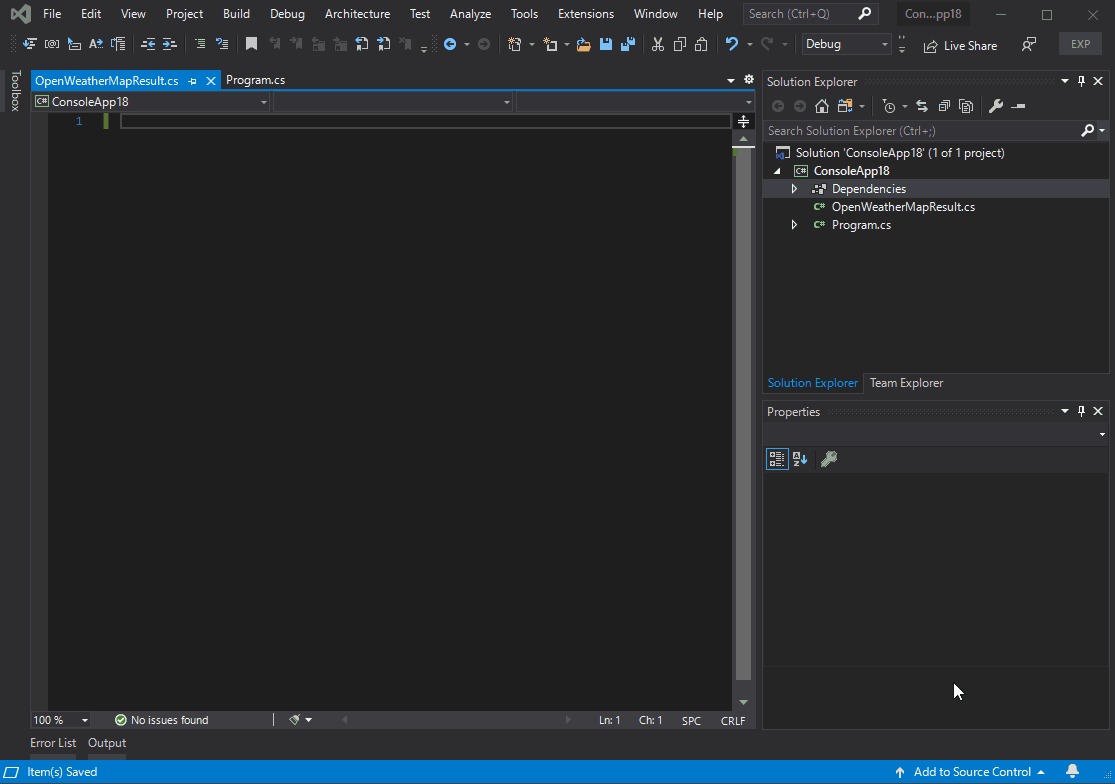 File Edit View Project Build Debug Architecture Test Analyze Tools Extensions Window Help Search (Ctrl+Q) Con...pp18
Debug Live Share EXP
Toolbox
OpenWeatherMapResult.cs Program.cs
C# ConsoleApp18
1
Solution Explorer
Search Solution Explorer (Ctrl+;)
Solution 'ConsoleApp18' (1 of 1 project)
C# ConsoleApp18
Dependencies
C# OpenWeatherMapResult.cs
C# Program.cs
Solution Explorer Team Explorer
Properties
100 % No issues found Ln: 1 Ch: 1 SPC CRLF
Error List Output
Item(s) Saved Add to Source Control